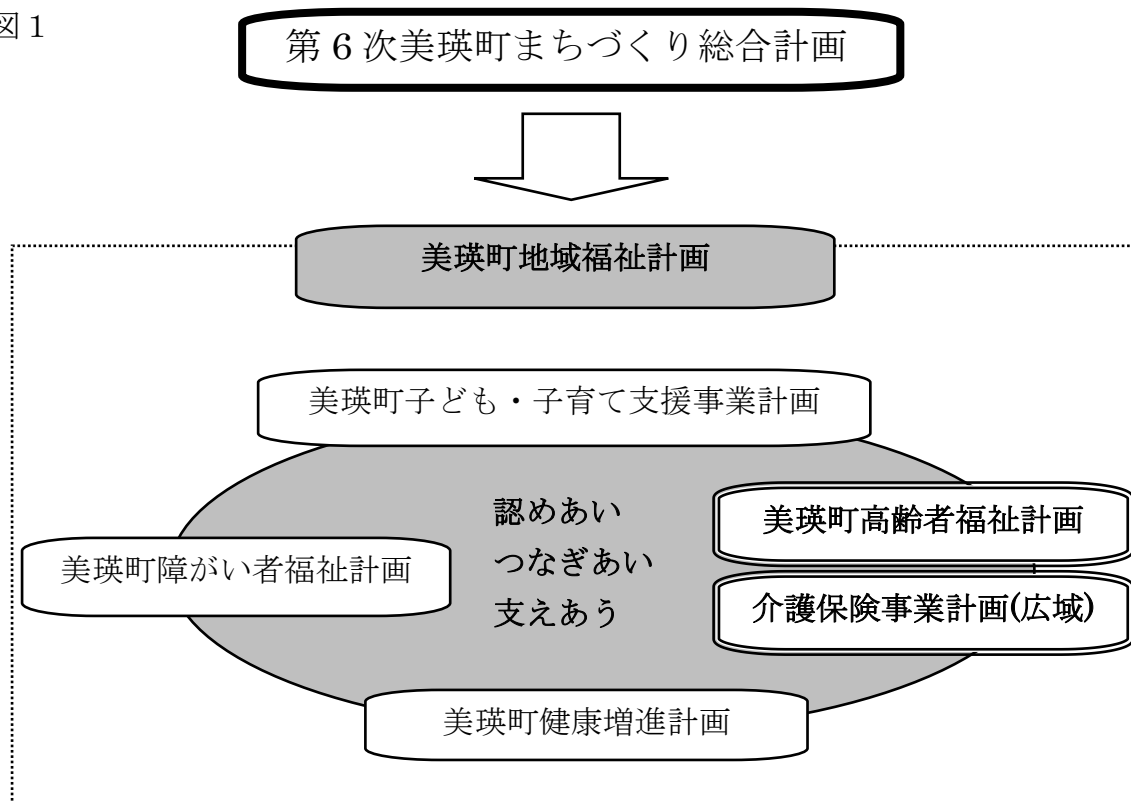 図１
第６次美瑛町まちづくり総合計画
美瑛町地域福祉計画
美瑛町子ども・子育て支援事業計画
認めあい
つなぎあい
支えあう
美瑛町高齢者福祉計画
美瑛町障がい者福祉計画
介護保険事業計画(広域)
美瑛町健康増進計画